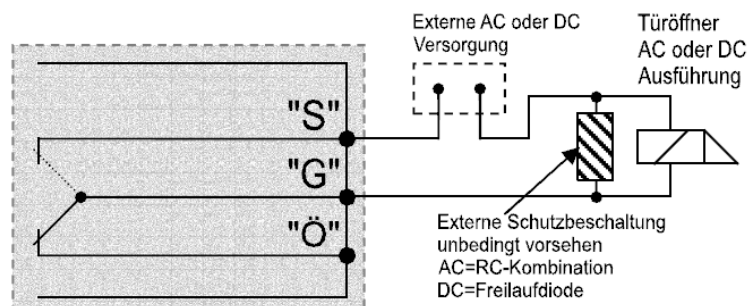 Externe AC oder DC
Versorgung
Türöffner
AC oder DC
Ausführung
"S"
"G"
"Ö"
Externe Schutzbeschaltung
unbedingt vorsehen
AC=RC-Kombination
DC=Freilaufdiode